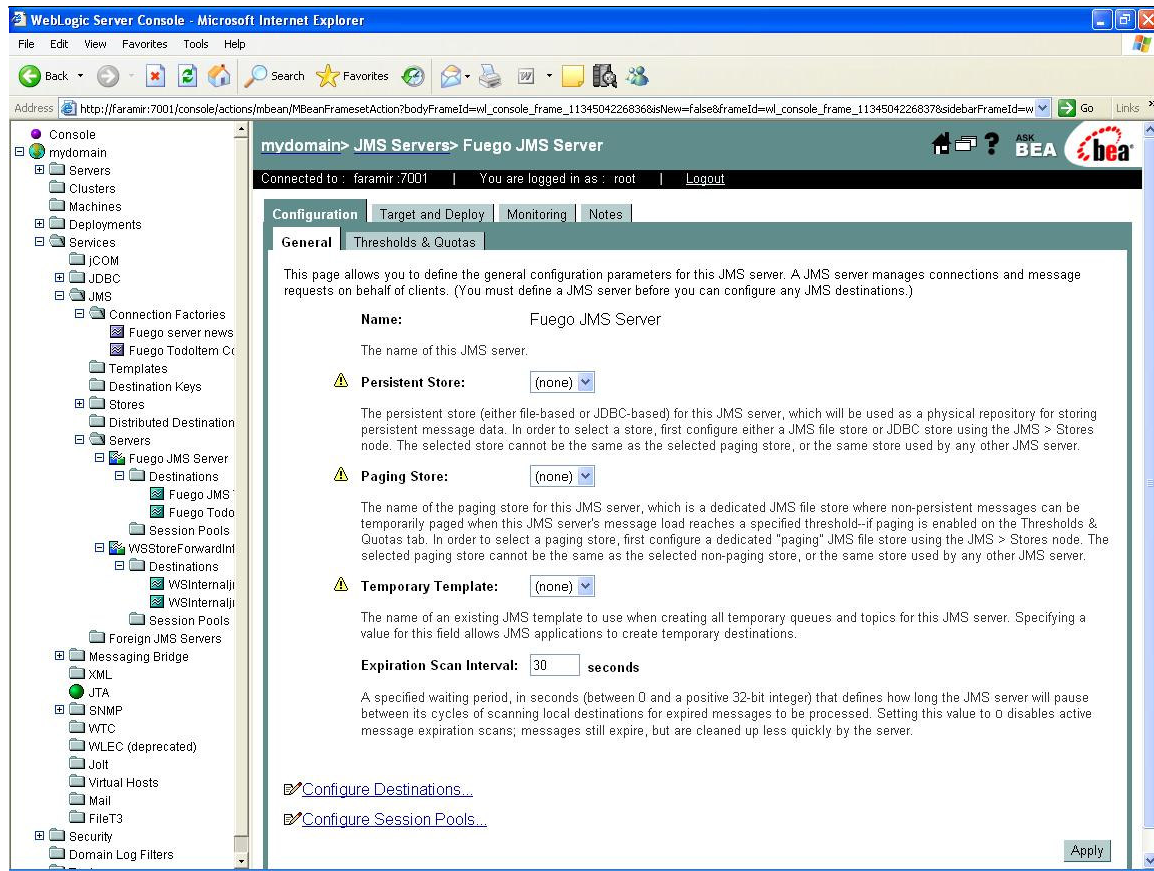 WebLogic Server Console - Microsoft Internet Explorer
File Edit View Favorites Tools Help
Back Search Favorites
Address http://faramir:7001/console/actions/mbean/MBeanFramesetAction?bodyFrameId=wl_console_frame_1134504226836&isNew=false&frameId=wl_console_frame_1134504226837&sidebarFrameId=w Go Links
Console
mydomain
Servers
Clusters
Machines
Deployments
Services
jCOM
JDBC
JMS
Connection Factories
Fuego server news
Fuego TodoItem Co
Templates
Destination Keys
Stores
Distributed Destination
Servers
Fuego JMS Server
Destinations
Fuego JMS
Fuego Todo
Session Pools
WSStoreForwardInt
Destinations
WSInternalji
WSInternalji
Session Pools
Foreign JMS Servers
Messaging Bridge
XML
JTA
SNMP
WTC
WLEC (deprecated)
Jolt
Virtual Hosts
Mail
FileT3
Security
Domain Log Filters
mydomain> JMS Servers> Fuego JMS Server
? ASK BEA bea
Connected to : faramir :7001 | You are logged in as : root | Logout
Configuration Target and Deploy Monitoring Notes
General Thresholds & Quotas
This page allows you to define the general configuration parameters for this JMS server. A JMS server manages connections and message
requests on behalf of clients. (You must define a JMS server before you can configure any JMS destinations.)
Name: Fuego JMS Server
The name of this JMS server.
Persistent Store: (none)
The persistent store (either file-based or JDBC-based) for this JMS server, which will be used as a physical repository for storing
persistent message data. In order to select a store, first configure either a JMS file store or JDBC store using the JMS > Stores
node. The selected store cannot be the same as the selected paging store, or the same store used by any other JMS server.
Paging Store: (none)
The name of the paging store for this JMS server, which is a dedicated JMS file store where non-persistent messages can be
temporarily paged when this JMS server's message load reaches a specified threshold--if paging is enabled on the Thresholds &
Quotas tab. In order to select a paging store, first configure a dedicated "paging" JMS file store using the JMS > Stores node. The
selected paging store cannot be the same as the selected non-paging store, or the same store used by any other JMS server.
Temporary Template: (none)
The name of an existing JMS template to use when creating all temporary queues and topics for this JMS server. Specifying a
value for this field allows JMS applications to create temporary destinations.
Expiration Scan Interval: 30 seconds
A specified waiting period, in seconds (between 0 and a positive 32-bit integer) that defines how long the JMS server will pause
between its cycles of scanning local destinations for expired messages to be processed. Setting this value to 0 disables active
message expiration scans; messages still expire, but are cleaned up less quickly by the server.
Configure Destinations...
Configure Session Pools...
Apply